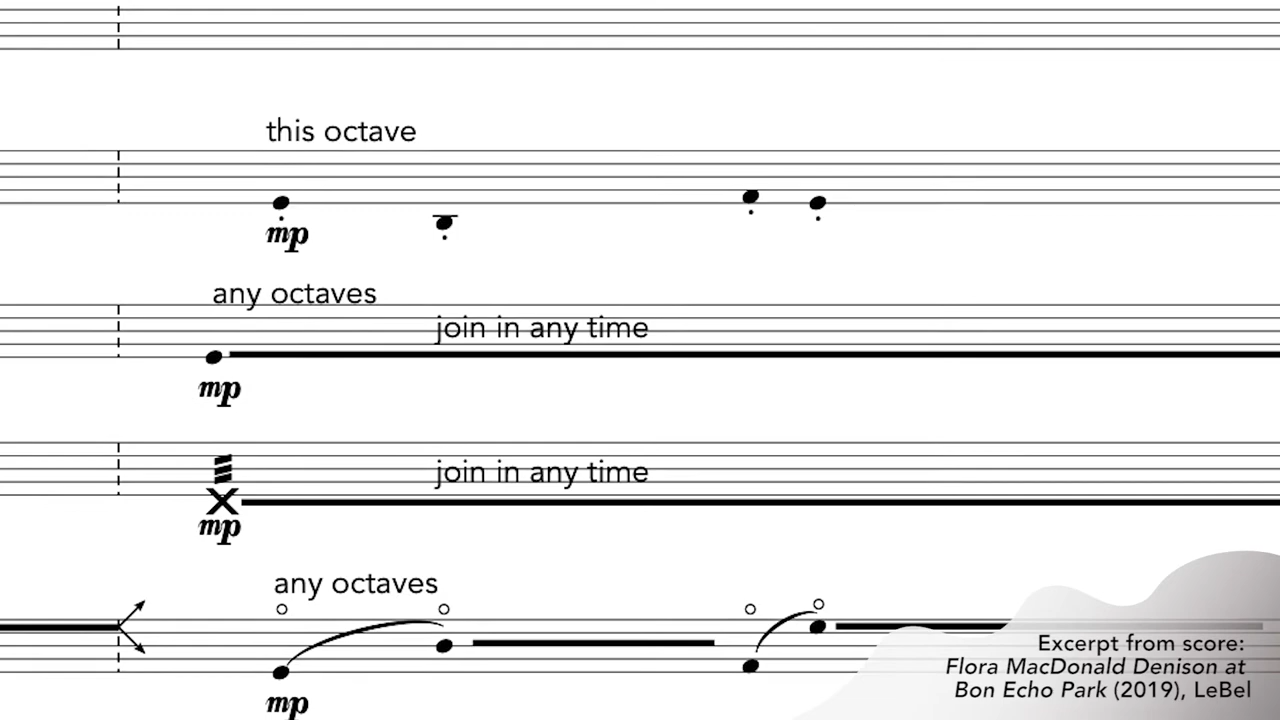 this octave
mp
any octaves
join in any time
mp
join in any time
mp
any octaves
mp
Excerpt from score:
Flora MacDonald Denison at
Bon Echo Park (2019), LeBel